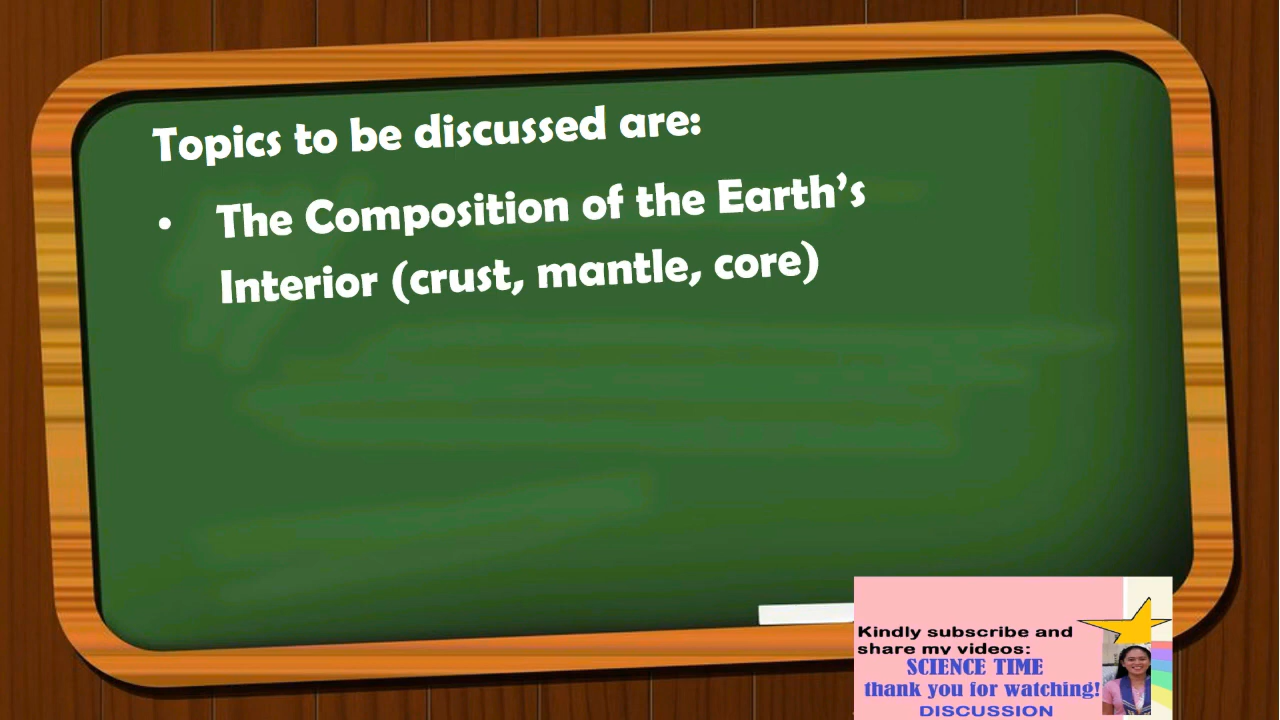 Topics to be discussed are:
• The Composition of the Earth's
Interior (crust, mantle, core)
Kindly subscribe and
share my videos:
SCIENCE TIME
thank you for watching!
DISCUSSION